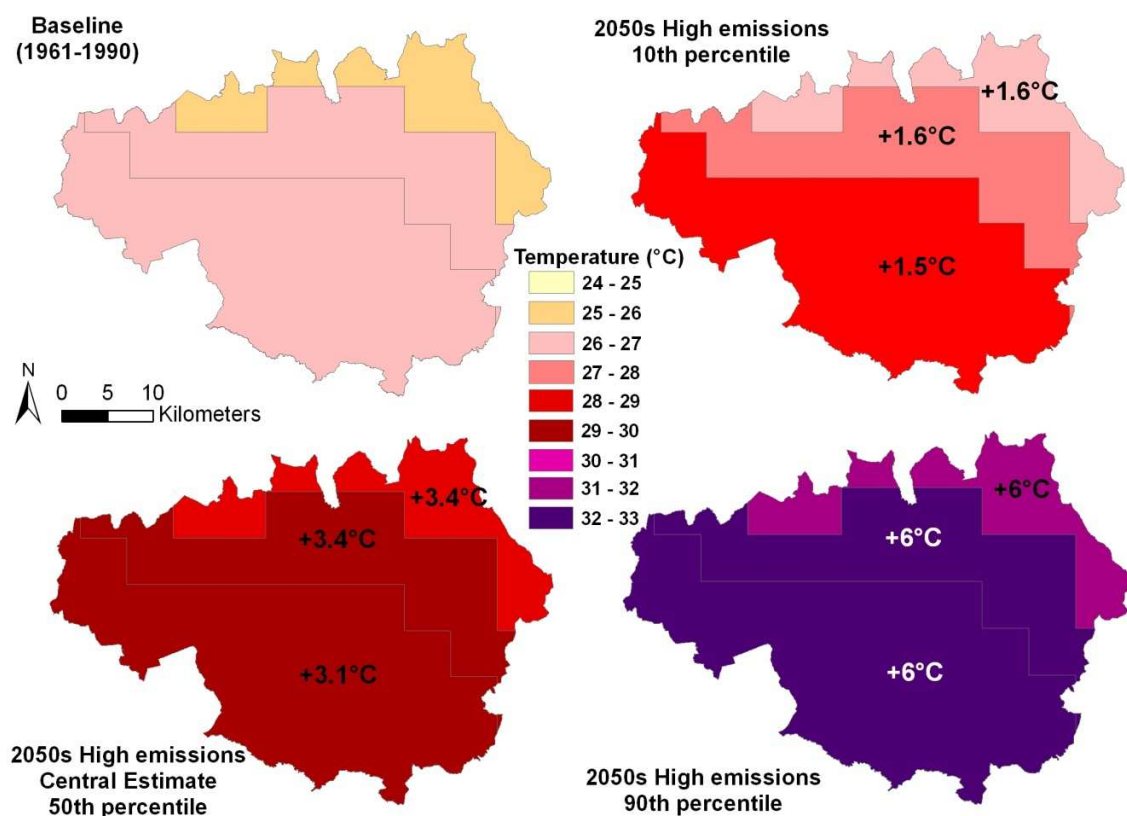 Baseline
(1961-1990)
2050s High emissions
10th percentile
+1.6°C
+1.6°C
+1.5°C
Temperature (°C)
24 - 25
25 - 26
26 - 27
27 - 28
28 - 29
29 - 30
30 - 31
31 - 32
32 - 33
N
0 5 10
Kilometers
+3.4°C
+3.4°C
+3.1°C
2050s High emissions
Central Estimate
50th percentile
+6°C
+6°C
+6°C
2050s High emissions
90th percentile